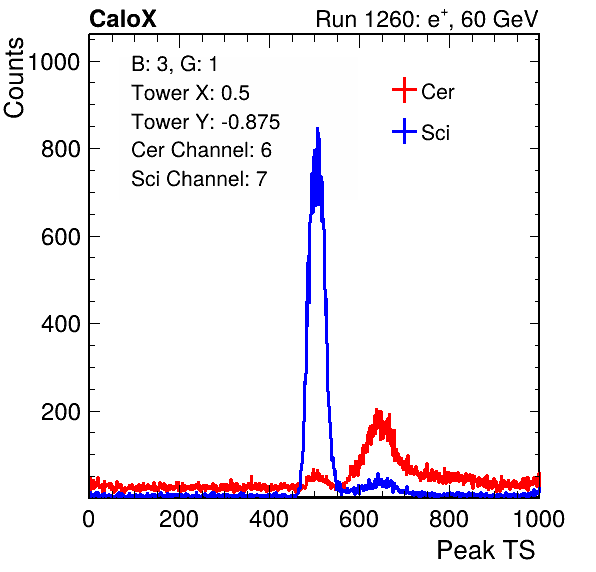 CaloX Run 1260: e+, 60 GeV
Counts
B: 3, G: 1
Tower X: 0.5
Tower Y: -0.875
Cer Channel: 6
Sci Channel: 7
Cer
Sci
1000
800
600
400
200
0 200 400 600 800 1000
Peak TS